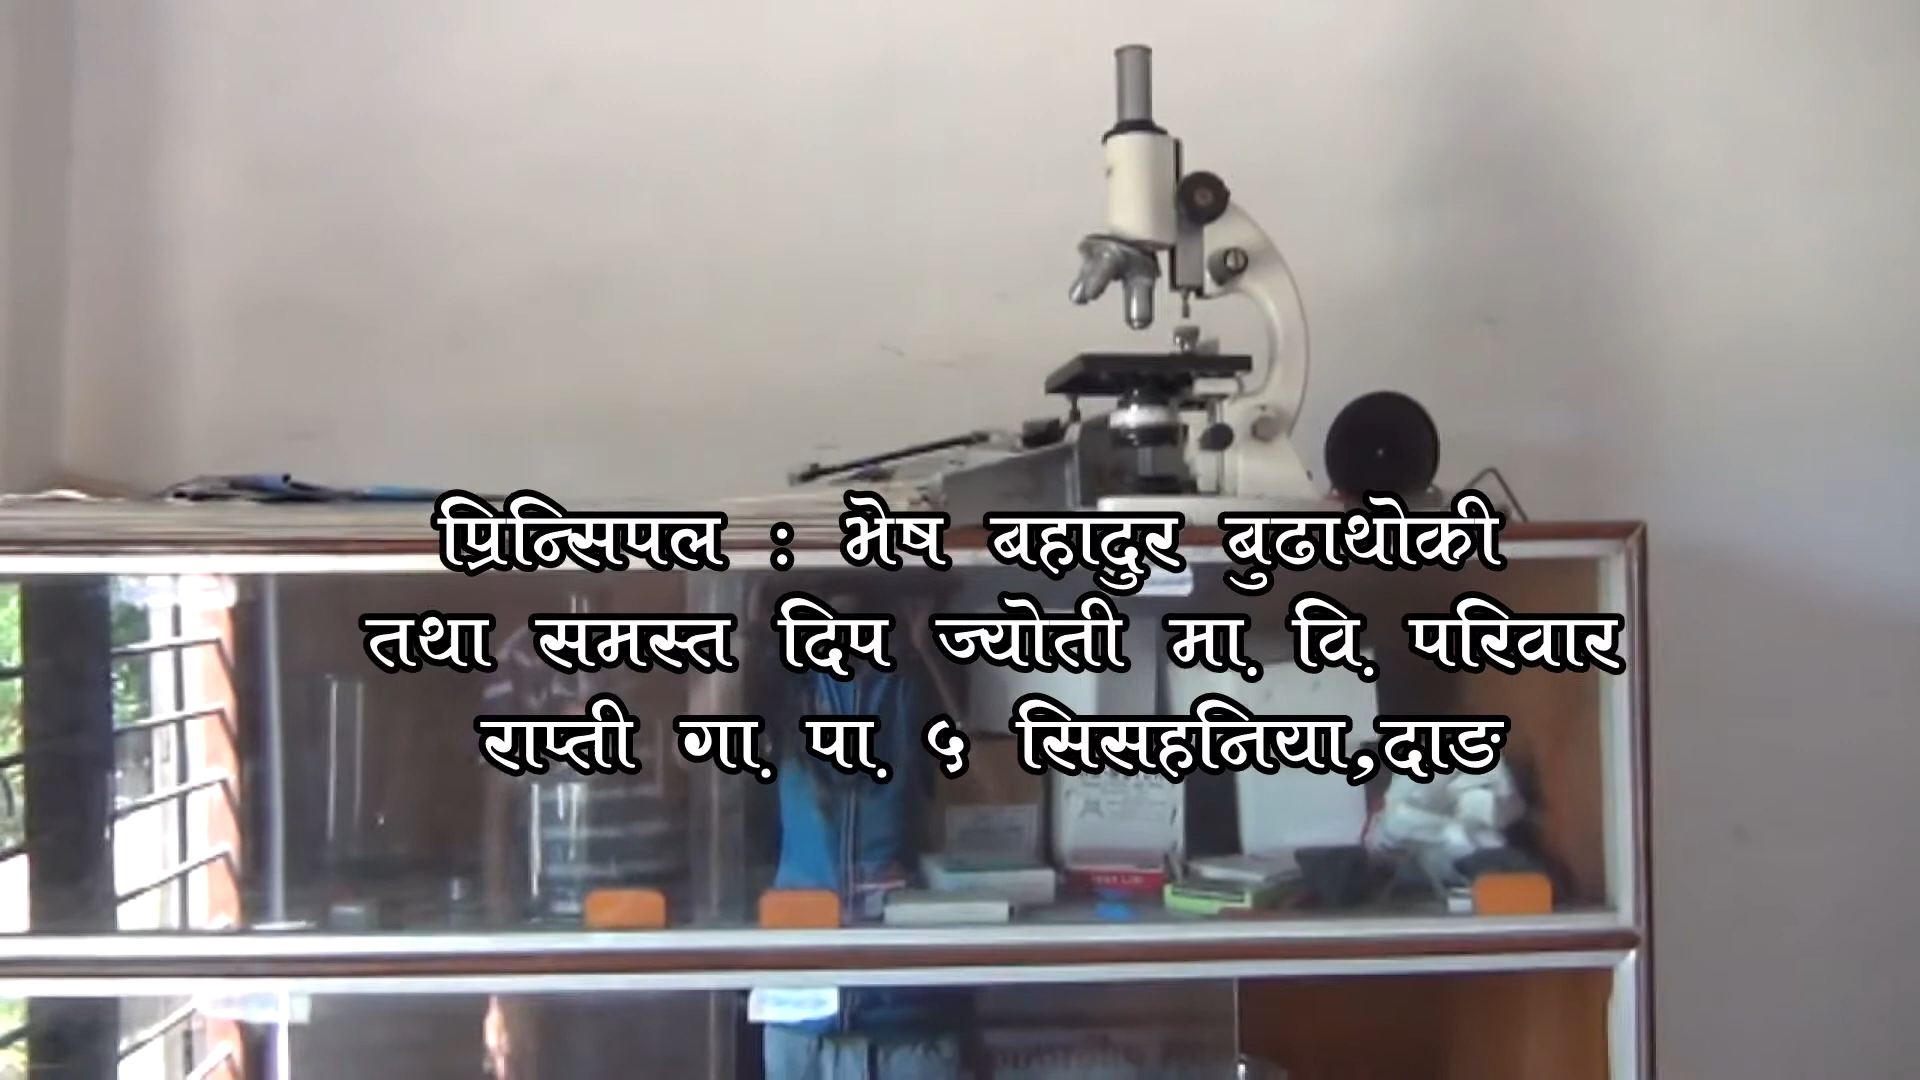 प्रिन्सिपल : भेष बहादुर बुढाथोकी
तथा समस्त दिप ज्योती मा. वि. परिवार
राप्ती गा. पा. ५ सिसहनिया,दाङ